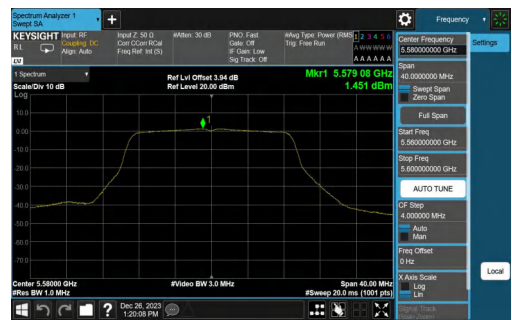 Spectrum Analyzer 1
Swept SA
Frequency
KEYSIGHT Input: RF Input Z: 50 Ω #Atten: 30 dB PNO: Fast #Avg Type: Power (RMS) 1 2 3 4 5 6
RL Coupling: DC Corr CCorr RCal Gate: Off Trig: Free Run A W W W W W
Align: Auto Freq Ref: Int (S) IF Gain: Low
Sig Track: Off A A A A A A
LV
1 Spectrum
Scale/Div 10 dB
Ref Lvl Offset 3.94 dB
Ref Level 20.00 dBm
Mkr1 5.579 08 GHz
1.451 dBm
Log
1
10.0
0.00
-10.0
-20.0
-30.0
-40.0
-50.0
-60.0
-70.0
Center 5.58000 GHz
#Res BW 1.0 MHz
#Video BW 3.0 MHz
Span 40.00 MHz
#Sweep 20.0 ms (1001 pts)
Dec 26, 2023
1:20:08 PM
?
Center Frequency
5.580000000 GHz
Span
40.0000000 MHz
Swept Span
Zero Span
Full Span
Start Freq
5.560000000 GHz
Stop Freq
5.600000000 GHz
AUTO TUNE
CF Step
4.000000 MHz
Auto
Man
Freq Offset
0 Hz
X Axis Scale
Log
Lin
Signal Track
Settings
Local